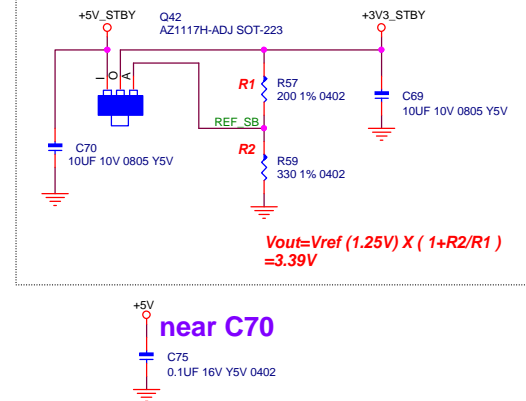 +5V_STBY
Q42
AZ1117H-ADJ SOT-223
+3V3_STBY
I O A
R1
R57
200 1% 0402
C69
10UF 10V 0805 Y5V
REF_SB
C70
10UF 10V 0805 Y5V
R2
R59
330 1% 0402
Vout=Vref (1.25V) X ( 1+R2/R1 )
=3.39V
+5V
near C70
C75
0.1UF 16V Y5V 0402